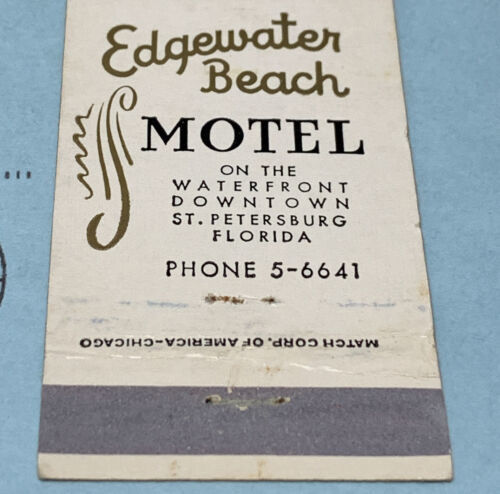 Edgewater
Beach
MOTEL
ON THE
WATERFRONT
DOWNTOWN
ST. PETERSBURG
FLORIDA
PHONE 5-6641
MATCH CORP. OF AMERICA-CHICAGO